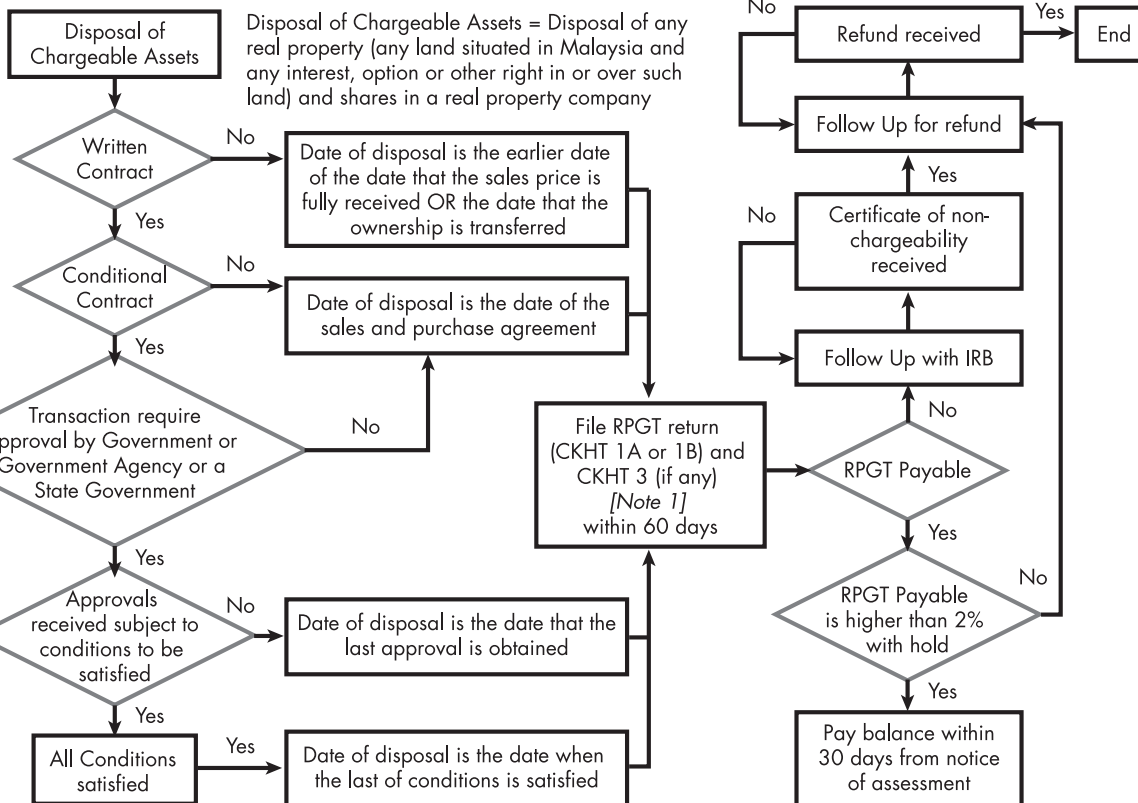 Disposal of
Chargeable Assets
Disposal of Chargeable Assets = Disposal of any
real property (any land situated in Malaysia and
any interest, option or other right in or over such
land) and shares in a real property company
Written
Contract
No
Date of disposal is the earlier date
of the date that the sales price is
fully received OR the date that the
ownership is transferred
Yes
Conditional
Contract
No
Date of disposal is the date of the
sales and purchase agreement
Yes
Transaction require
approval by Government or
Government Agency or a
State Government
No
Yes
Approvals
received subject to
conditions to be
satisfied
No
Date of disposal is the date that the
last approval is obtained
Yes
All Conditions
satisfied
Yes
Date of disposal is the date when
the last of conditions is satisfied
File RPGT return
(CKHT 1A or 1B) and
CKHT 3 (if any)
[Note 1]
within 60 days
No
Refund received
Yes
End
Follow Up for refund
Yes
No
Certificate of non-
chargeability
received
Follow Up with IRB
No
RPGT Payable
Yes
RPGT Payable
is higher than 2%
with hold
No
Yes
Pay balance within
30 days from notice
of assessment